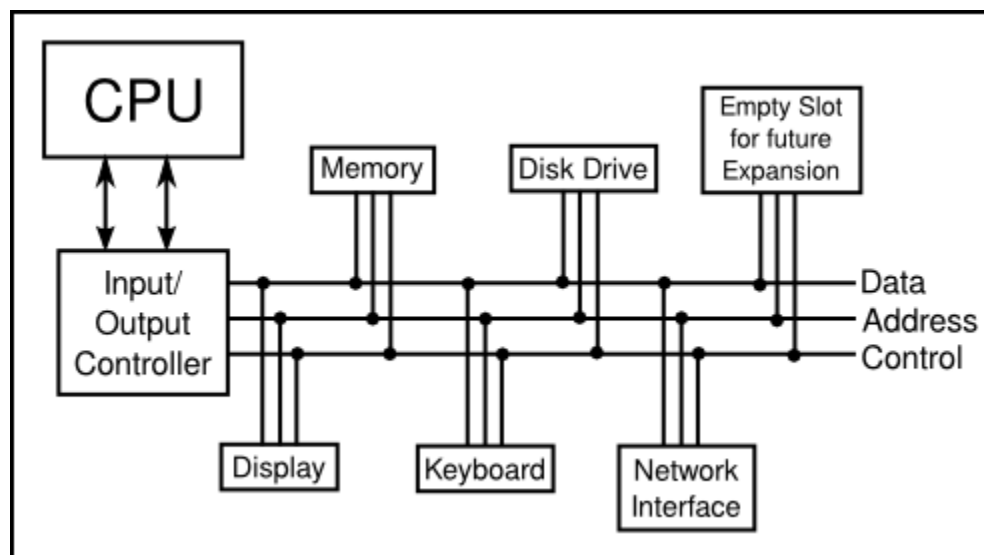 CPU
Memory
Disk Drive
Empty Slot
for future
Expansion
Input/
Output
Controller
Data
Address
Control
Display
Keyboard
Network
Interface